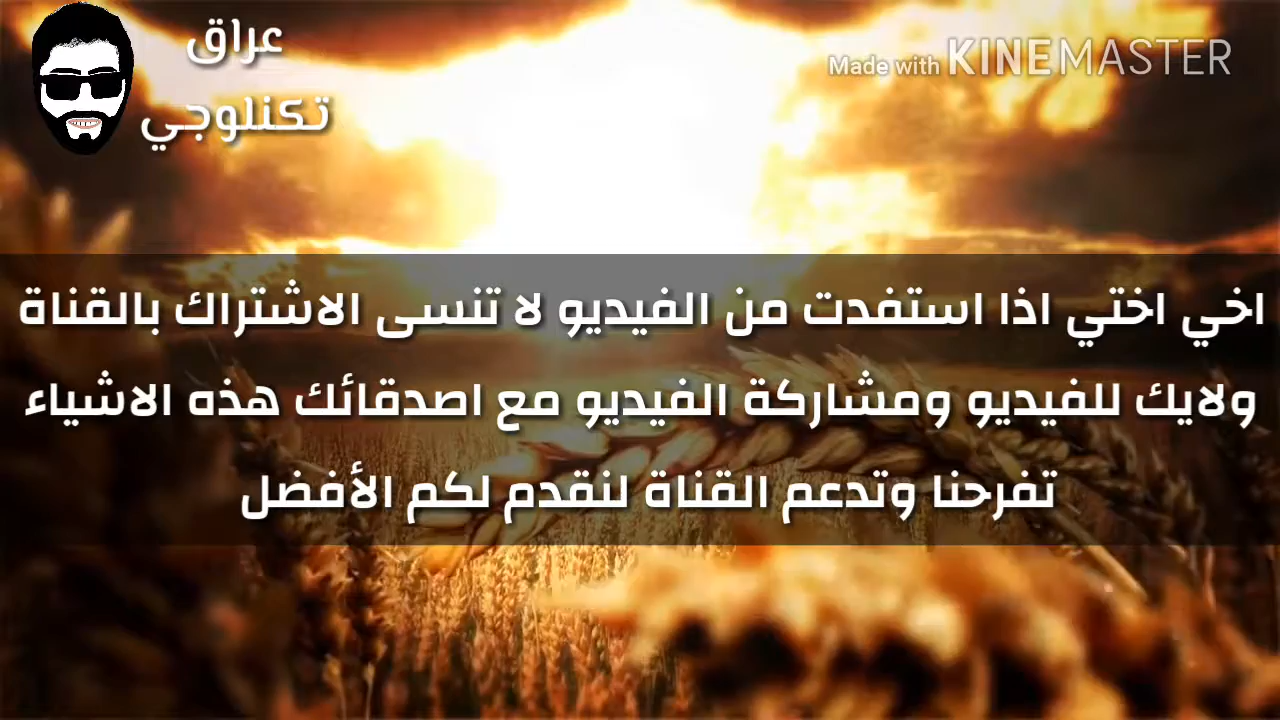 عراق
تكنلوجي
Made with KINEMASTER
اخي اختي اذا استفدت من الفيديو لا تنسى الاشتراك بالقناة
ولايك للفيديو ومشاركة الفيديو مع اصدقائك هذه الاشياء
تفرحنا وتدعم القناة لنقدم لكم الأفضل